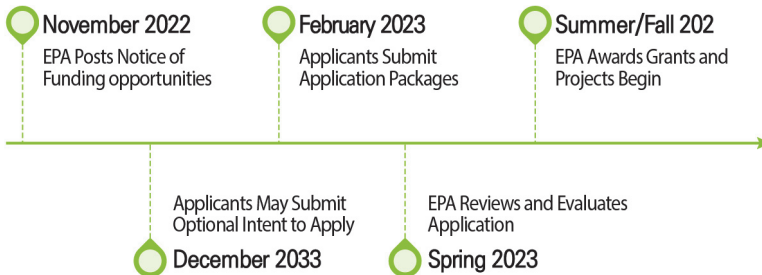 November 2022
EPA Posts Notice of
Funding opportunities
February 2023
Applicants Submit
Application Packages
Summer/Fall 202
EPA Awards Grants and
Projects Begin
Applicants May Submit
Optional Intent to Apply
December 2033
EPA Reviews and Evaluates
Application
Spring 2023